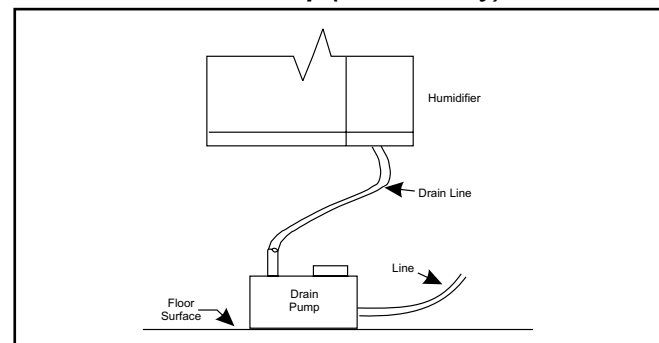 Humidifier
Drain Line
Line
Drain
Pump
Floor
Surface